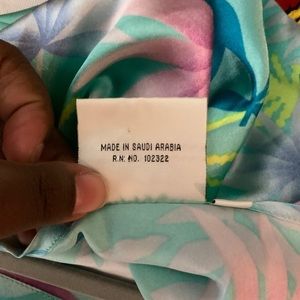 MADE IN SAUDI ARABIA
R.N. NO. 102322